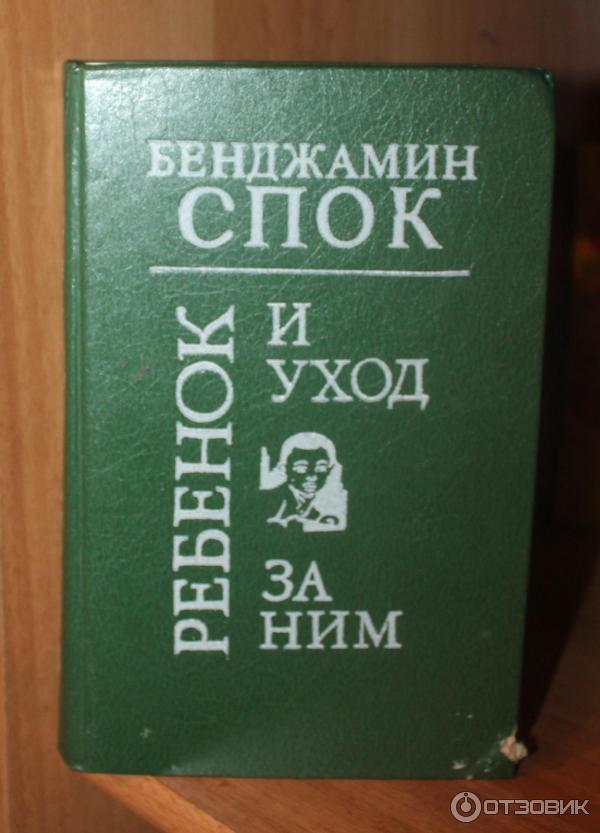 БЕНДЖАМИН
СПОК
РЕБЕНОК
И
УХОД
ЗА
НИМ
ОТЗОВИК